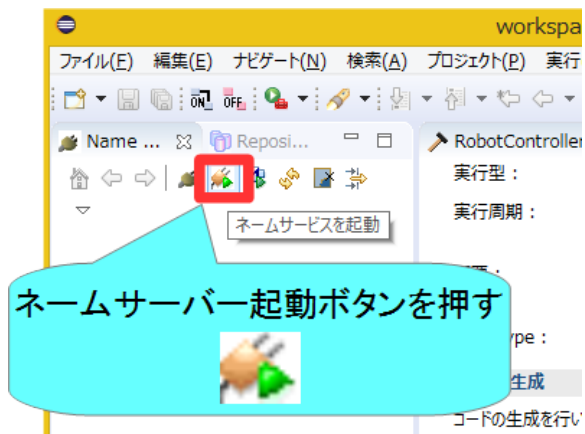 workspa
ファイル(F) 編集(E) ナビゲート(N) 検索(A) プロジェクト(P) 実行
Name ... Reposi... RobotController
実行型：
ネームサービスを起動
実行周期：
ネームサーバー起動ボタンを押す
ype：
生成
コードの生成を行い